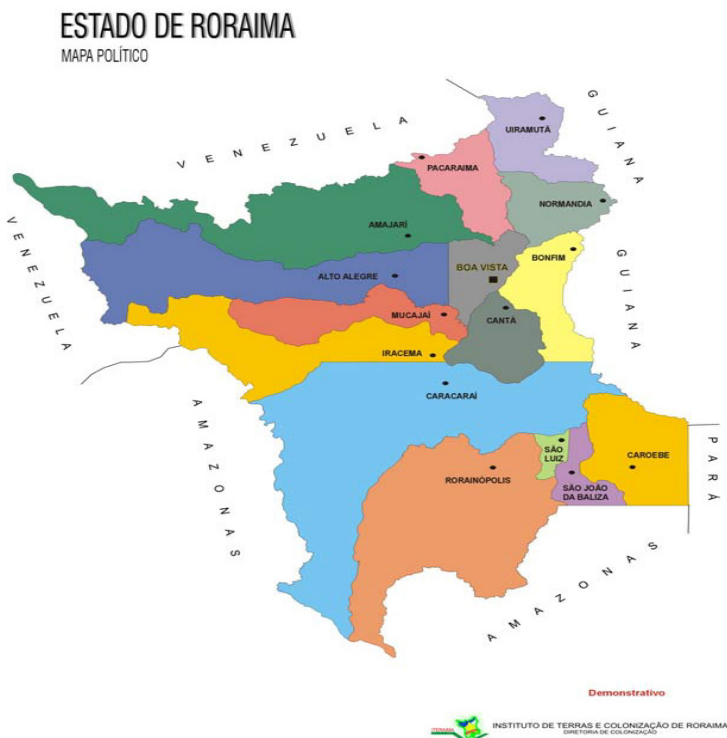 ESTADO DE RORAIMA
MAPA POLÍTICO
VENEZUELA
GUIANA
UIRAMUTÃ
PACARAIMA
NORMANDIA
VENEZUELA
AMAJARÍ
GUIANA
BONFIM
ALTO ALEGRE
BOA VISTA
MUCAJAÍ
CANTÁ
IRACEMA
CARACARAÍ
AMAZONAS
PARÁ
SÃO
LUIZ
CAROEBE
RORAINÓPOLIS
SÃO JOÃO
DA BALIZA
AMAZONAS
Demonstrativo
ITERAIMA
INSTITUTO DE TERRAS E COLONIZAÇÃO DE RORAIMA
DIRETORIA DE COLONIZAÇÃO